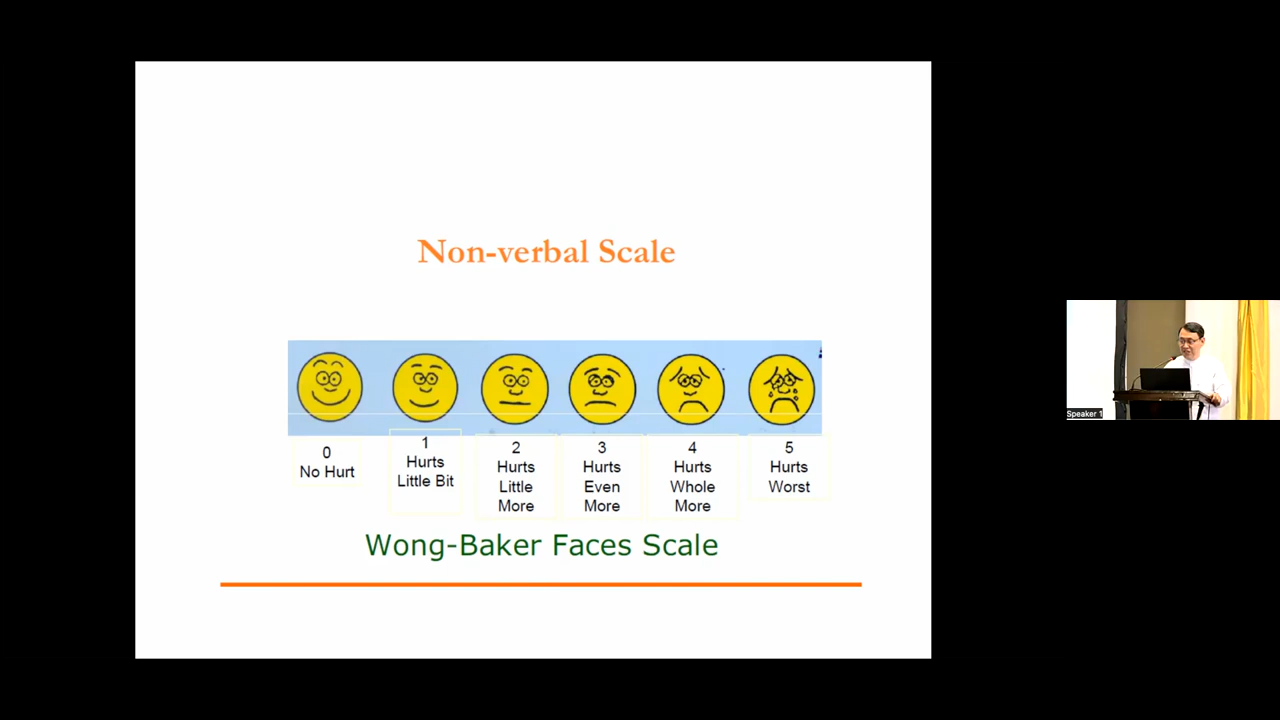 Non-verbal Scale
0
No Hurt
1
Hurts
Little Bit
2
Hurts
Little
More
3
Hurts
Even
More
4
Hurts
Whole
More
5
Hurts
Worst
Wong-Baker Faces Scale
Speaker 1